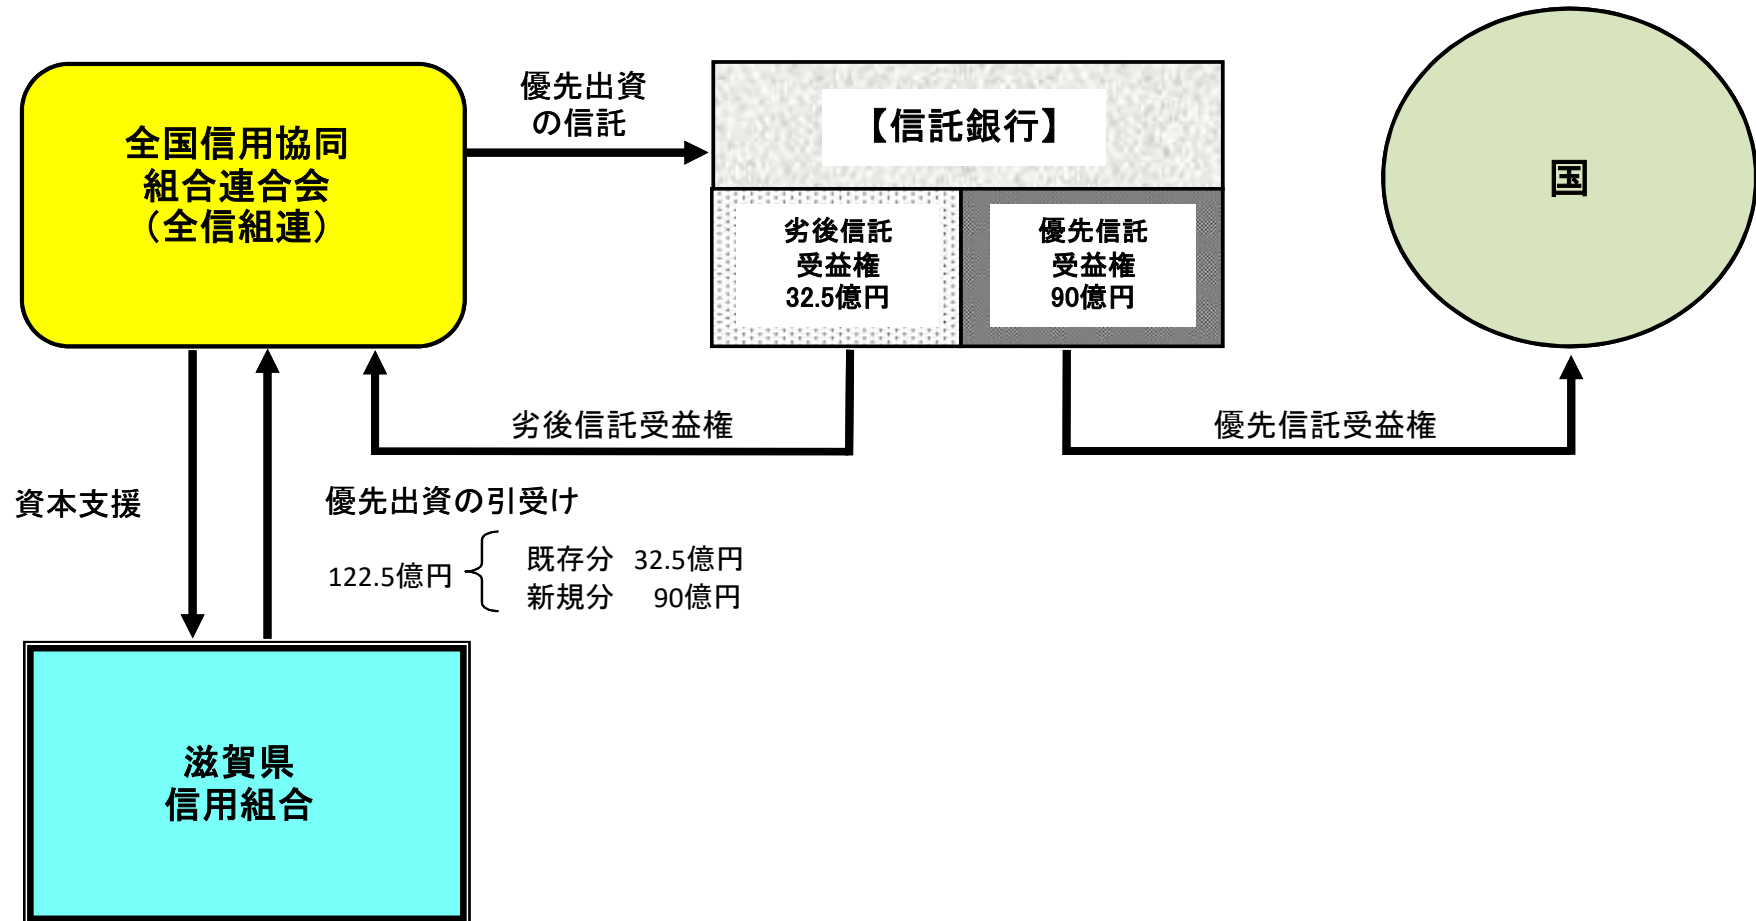 全国信用協同
組合連合会
（全信組連）
優先出資
の信託
【信託銀行】
劣後信託
受益権
32.5億円
優先信託
受益権
90億円
国
劣後信託受益権
優先信託受益権
資本支援
優先出資の引受け
122.5億円
既存分 32.5億円
新規分 90億円
滋賀県
信用組合